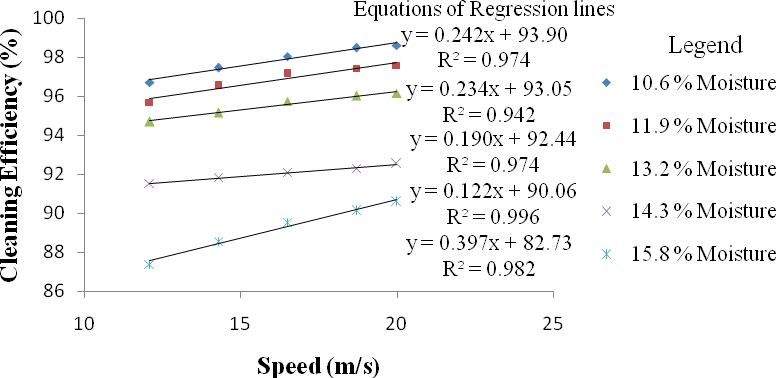 Equations of Regression lines
y = 0.242x + 93.90
R² = 0.974
y = 0.234x + 93.05
R² = 0.942
y = 0.190x + 92.44
R² = 0.974
y = 0.122x + 90.06
R² = 0.996
y = 0.397x + 82.73
R² = 0.982
Legend
10.6 % Moisture
11.9 % Moisture
13.2 % Moisture
14.3 % Moisture
15.8 % Moisture
Cleaning Efficiency (%)
100
98
96
94
92
90
88
86
10
15
20
25
Speed (m/s)